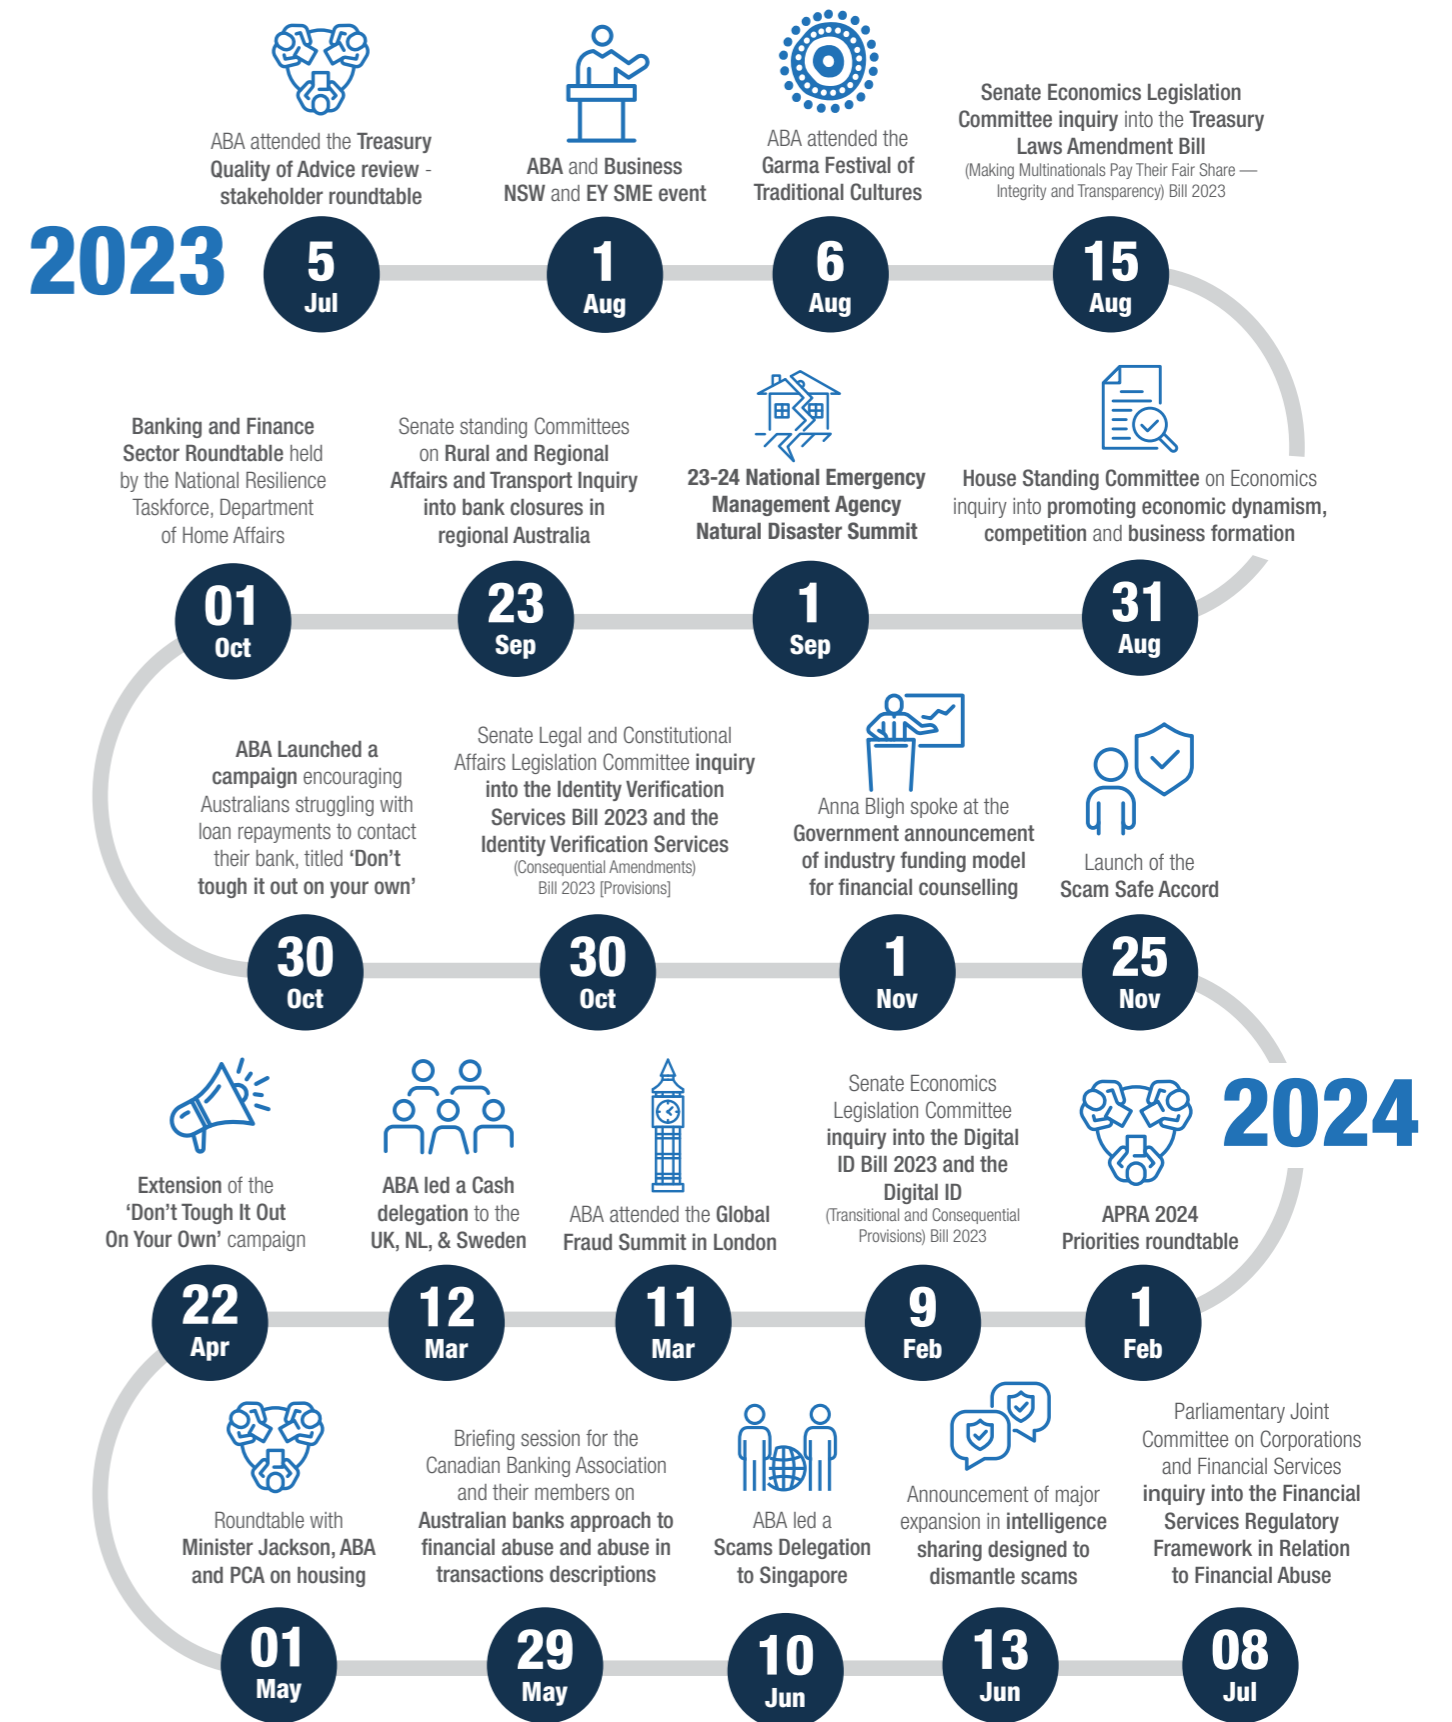 ABA attended the Treasury
Quality of Advice review -
stakeholder roundtable
ABA and Business
NSW and EY SME event
ABA attended the
Garma Festival of
Traditional Cultures
Senate Economics Legislation
Committee inquiry into the Treasury
Laws Amendment Bill
(Making Multinationals Pay Their Fair Share —
Integrity and Transparency) Bill 2023
2023
5
Jul
1
Aug
6
Aug
15
Aug
Banking and Finance
Sector Roundtable held
by the National Resilience
Taskforce, Department
of Home Affairs
Senate standing Committees
on Rural and Regional
Affairs and Transport Inquiry
into bank closures in
regional Australia
23-24 National Emergency
Management Agency
Natural Disaster Summit
House Standing Committee on Economics
inquiry into promoting economic dynamism,
competition and business formation
01
Oct
23
Sep
1
Sep
31
Aug
ABA Launched a
campaign encouraging
Australians struggling with
loan repayments to contact
their bank, titled ‘Don’t
tough it out on your own’
Senate Legal and Constitutional
Affairs Legislation Committee inquiry
into the Identity Verification
Services Bill 2023 and the
Identity Verification Services
(Consequential Amendments)
Bill 2023 [Provisions]
Anna Bligh spoke at the
Government announcement
of industry funding model
for financial counselling
Launch of the
Scam Safe Accord
30
Oct
30
Oct
1
Nov
25
Nov
2024
Extension of the
‘Don’t Tough It Out
On Your Own’ campaign
ABA led a Cash
delegation to the
UK, NL, & Sweden
ABA attended the Global
Fraud Summit in London
Senate Economics
Legislation Committee
inquiry into the Digital
ID Bill 2023 and the
Digital ID
(Transitional and Consequential
Provisions) Bill 2023
APRA 2024
Priorities roundtable
22
Apr
12
Mar
11
Mar
9
Feb
1
Feb
Roundtable with
Minister Jackson, ABA
and PCA on housing
Briefing session for the
Canadian Banking Association
and their members on
Australian banks approach to
financial abuse and abuse in
transactions descriptions
ABA led a
Scams Delegation
to Singapore
Announcement of major
expansion in intelligence
sharing designed to
dismantle scams
Parliamentary Joint
Committee on Corporations
and Financial Services
inquiry into the Financial
Services Regulatory
Framework in Relation
to Financial Abuse
01
May
29
May
10
Jun
13
Jun
08
Jul